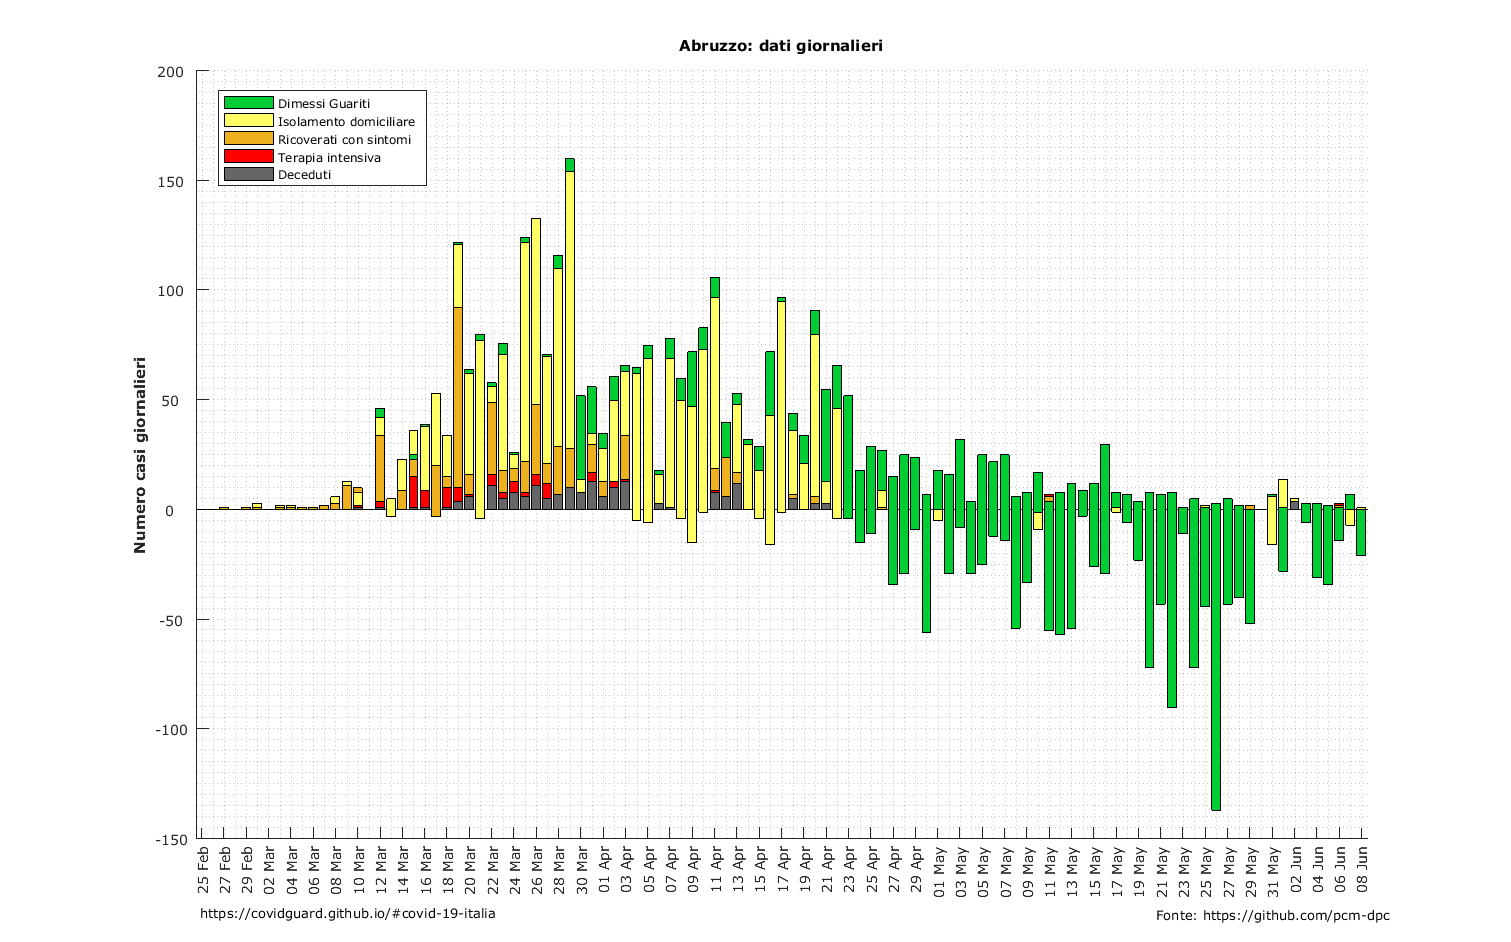 Abruzzo: dati giornalieri
200
150
100
50
0
-50
-100
-150
Numero casi giornalieri
Dimessi Guariti
Isolamento domiciliare
Ricoverati con sintomi
Terapia intensiva
Deceduti
25 Feb
27 Feb
29 Feb
02 Mar
04 Mar
06 Mar
08 Mar
10 Mar
12 Mar
14 Mar
16 Mar
18 Mar
20 Mar
22 Mar
24 Mar
26 Mar
28 Mar
30 Mar
01 Apr
03 Apr
05 Apr
07 Apr
09 Apr
11 Apr
13 Apr
15 Apr
17 Apr
19 Apr
21 Apr
23 Apr
25 Apr
27 Apr
29 Apr
01 May
03 May
05 May
07 May
09 May
11 May
13 May
15 May
17 May
19 May
21 May
23 May
25 May
27 May
29 May
31 May
02 Jun
04 Jun
06 Jun
08 Jun
https://covidguard.github.io/#covid-19-italia
Fonte: https://github.com/pcm-dpc